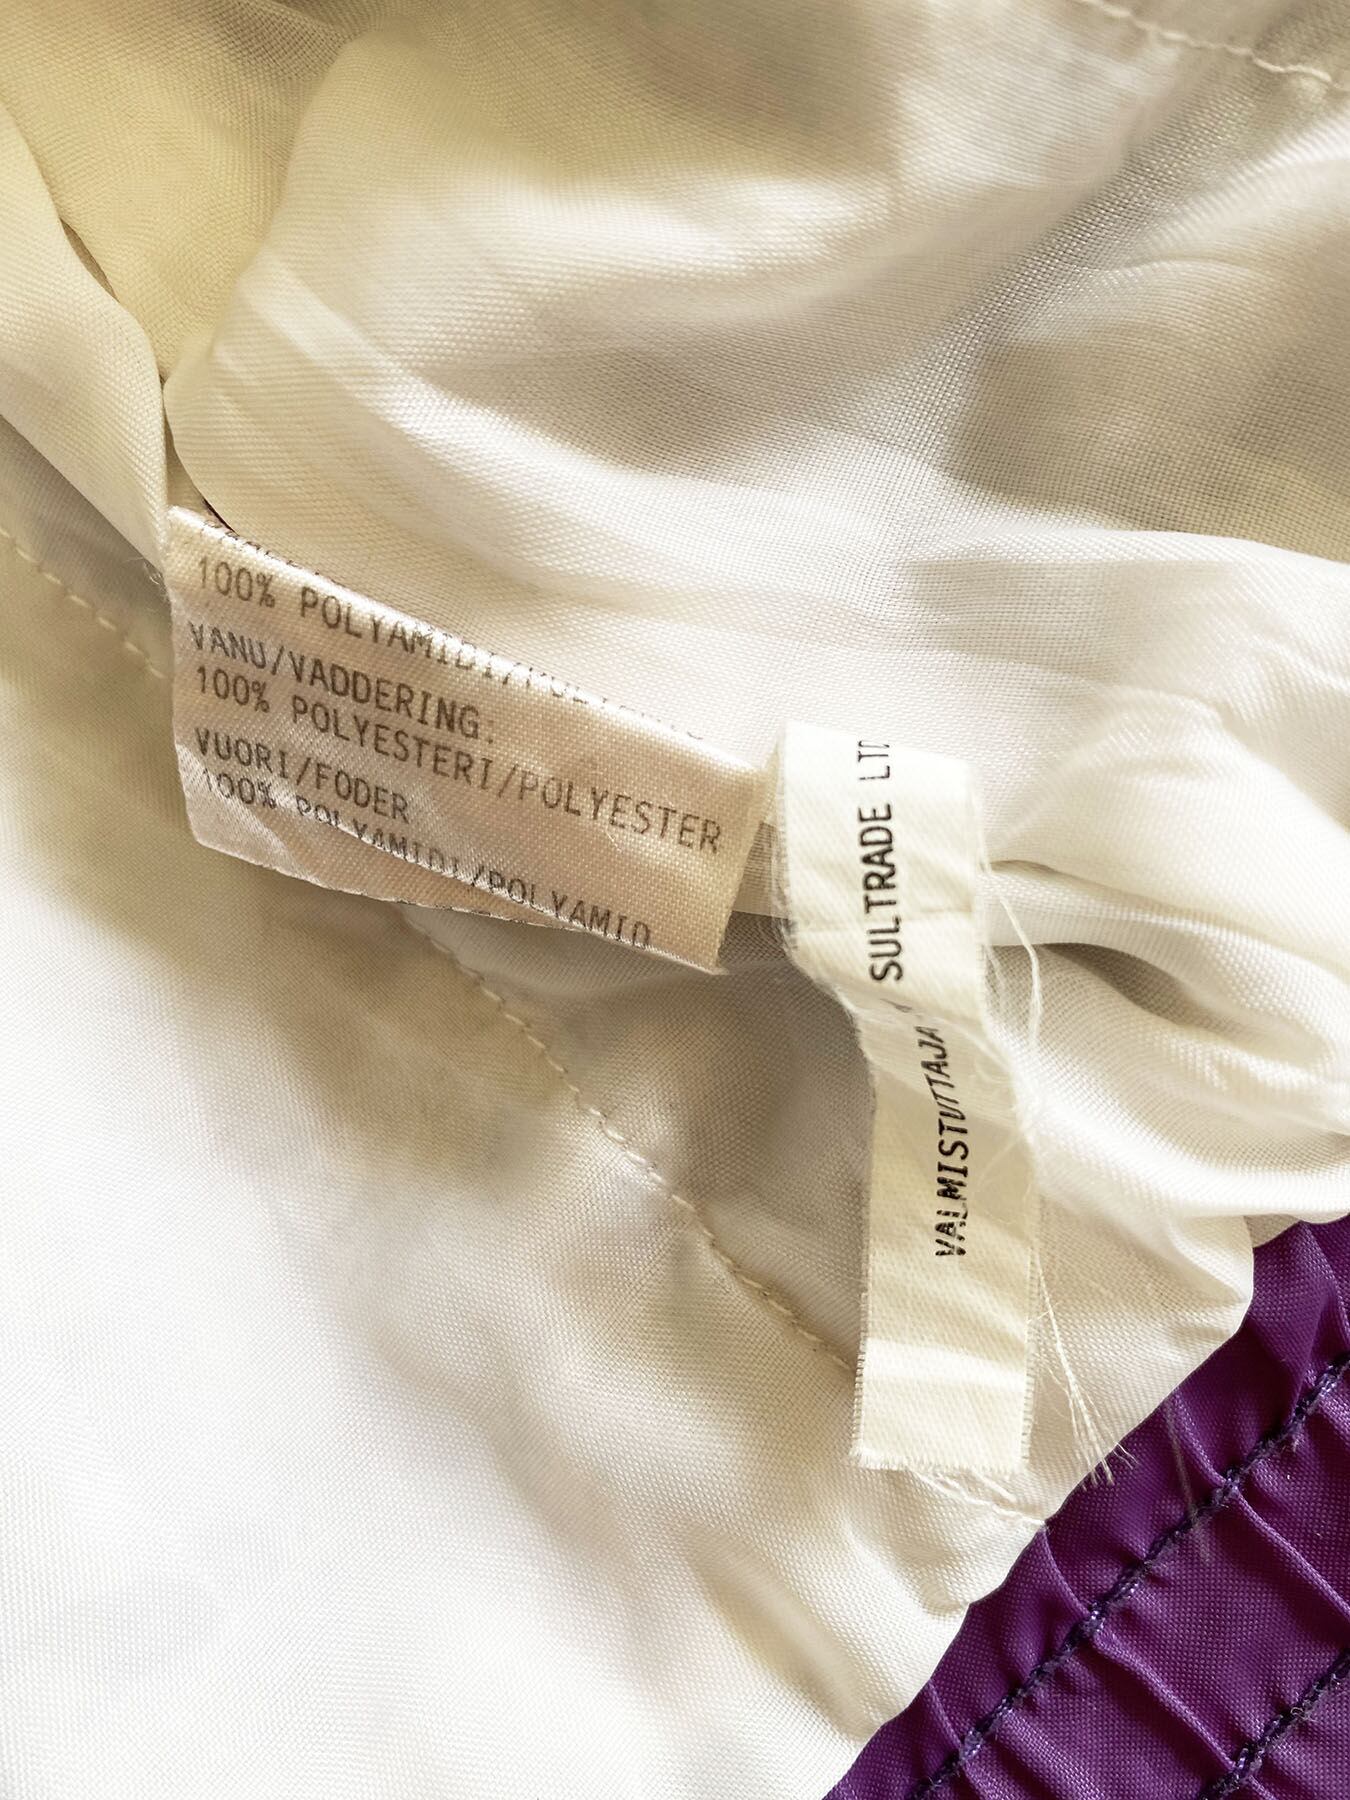 100% POLYAMIDI/
VANU/VADDERING:
100% POLYESTERI/POLYESTER
VUORI/FODER
100% POLYAMIDI/POLYAMID
VALMISTUTTAJA
SULTRADE LTD